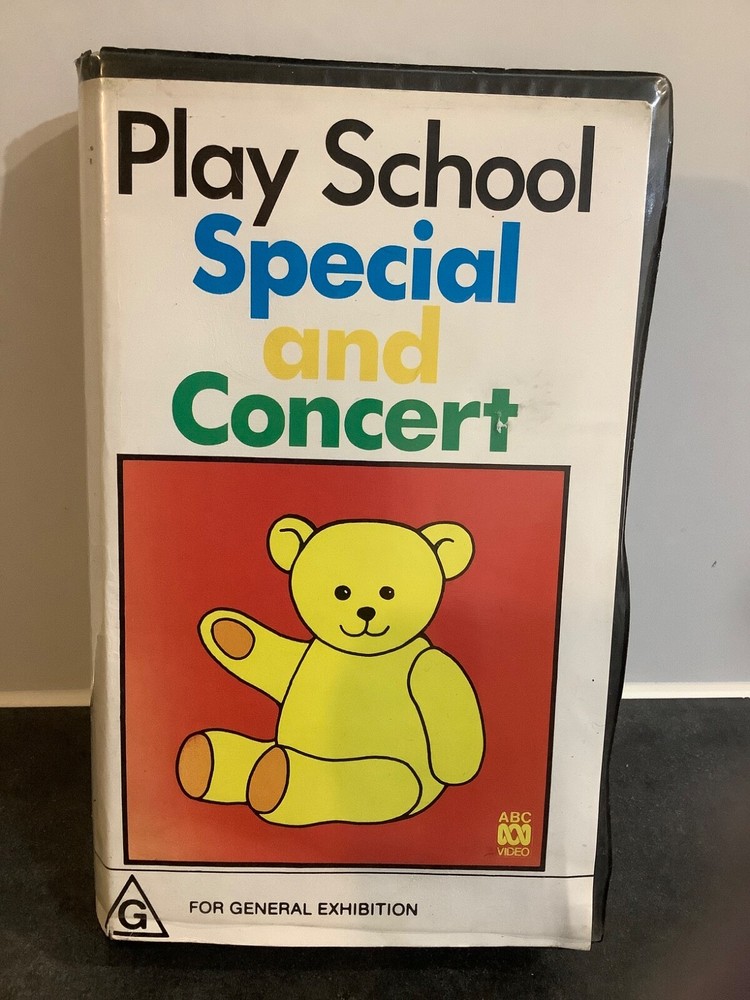 Play School
Special
and
Concert
ABC
VIDEO
G
FOR GENERAL EXHIBITION